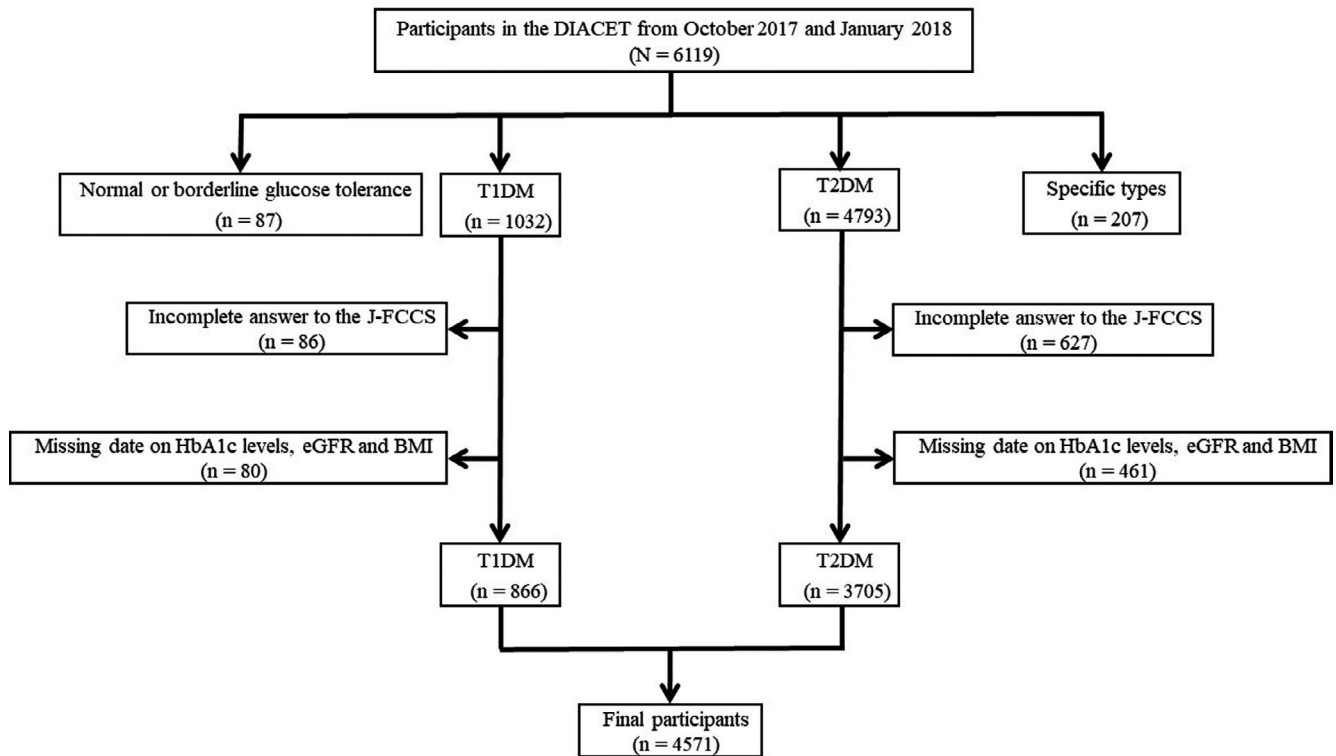 Participants in the DIACET from October 2017 and January 2018
(N = 6119)
Normal or borderline glucose tolerance
(n = 87)
T1DM
(n = 1032)
T2DM
(n = 4793)
Specific types
(n = 207)
Incomplete answer to the J-FCCS
(n = 86)
Incomplete answer to the J-FCCS
(n = 627)
Missing date on HbA1c levels, eGFR and BMI
(n = 80)
Missing date on HbA1c levels, eGFR and BMI
(n = 461)
T1DM
(n = 866)
T2DM
(n = 3705)
Final participants
(n = 4571)